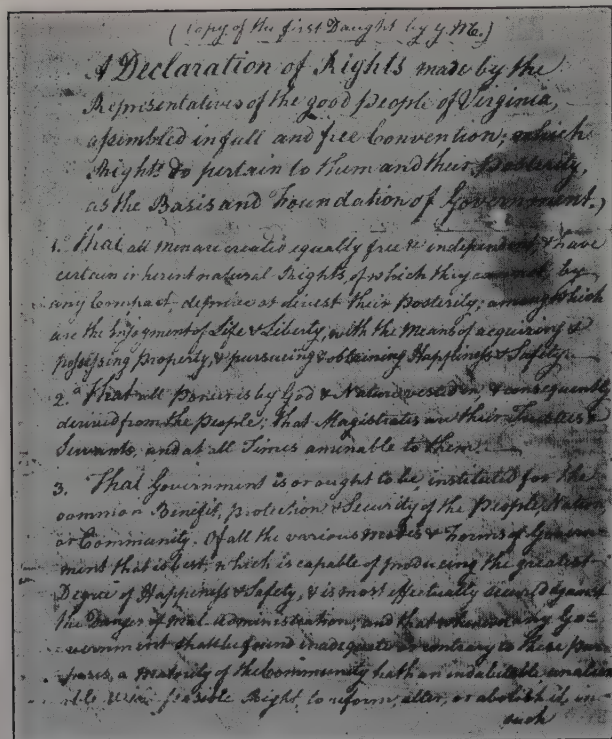 (Copy of the first Daught by G.M.)
A Declaration of Rights made by the
Representatives of the good people of Virginia,
assembled in full and free Convention; which
Rights do pertain to them and their Posterity,
as the Basis and Foundation of Government.)
1. That all men are created equally free & independent & have
certain inherent natural Rights, of which they cannot, by
any Compact, deprive or divest their Posterity; among which
are the Enjoyment of Life & Liberty, with the Means of acquiring &
possessing Property, & pursueing & obtaining Happiness & Safety.
2.d That all Power is by God & Nature vested in, & consequently
derived from the People; that Magistrates are their Trustees &
Servants, and at all Times amenable to them.
3. That Government is or ought to be instituted for the
common Benefit, protection & Security of the People, Nation
or Community. Of all the various modes & Forms of Govern-
ment that is best, which is capable of producing the greatest
Degree of Happiness & Safety, & is most effectually secured against
the Danger of mal-administration; and that whenever any Go-
vernment shall be found inadequate or contrary to these pur-
poses, a majority of the Community hath an indubitable
Right to reform, alter, or abolish it, in
such